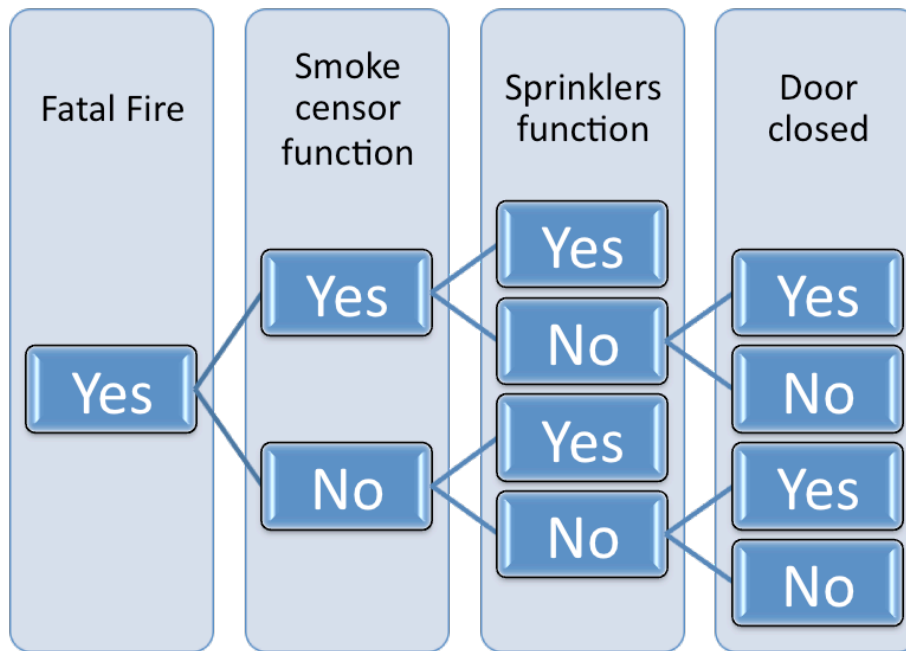 Fatal Fire
Smoke
censor
function
Sprinklers
function
Door
closed
Yes
Yes
No
Yes
No
Yes
No
Yes
No
Yes
No